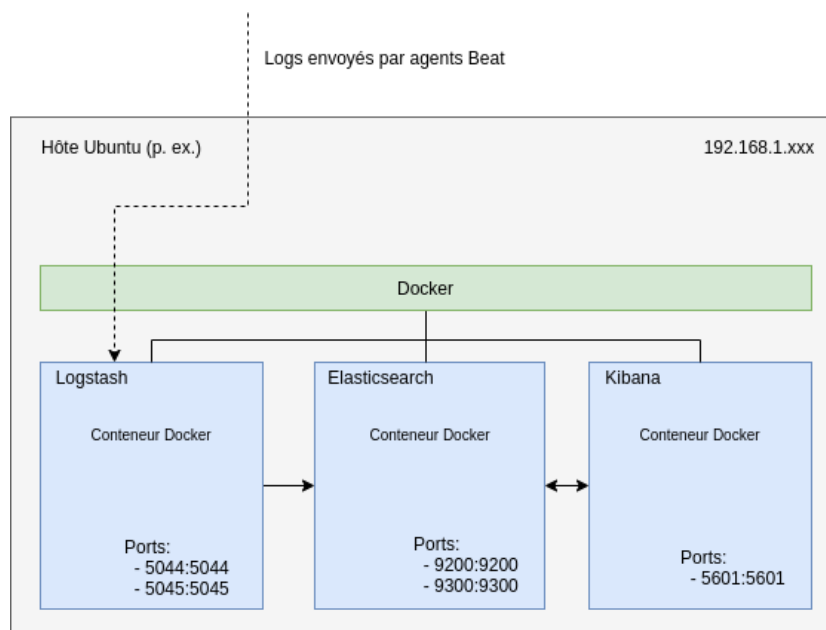 Logs envoyés par agents Beat
Hôte Ubuntu (p. ex.)
192.168.1.xxx
Docker
Logstash
Conteneur Docker
Ports:
- 5044:5044
- 5045:5045
Elasticsearch
Conteneur Docker
Ports:
- 9200:9200
- 9300:9300
Kibana
Conteneur Docker
Ports:
- 5601:5601